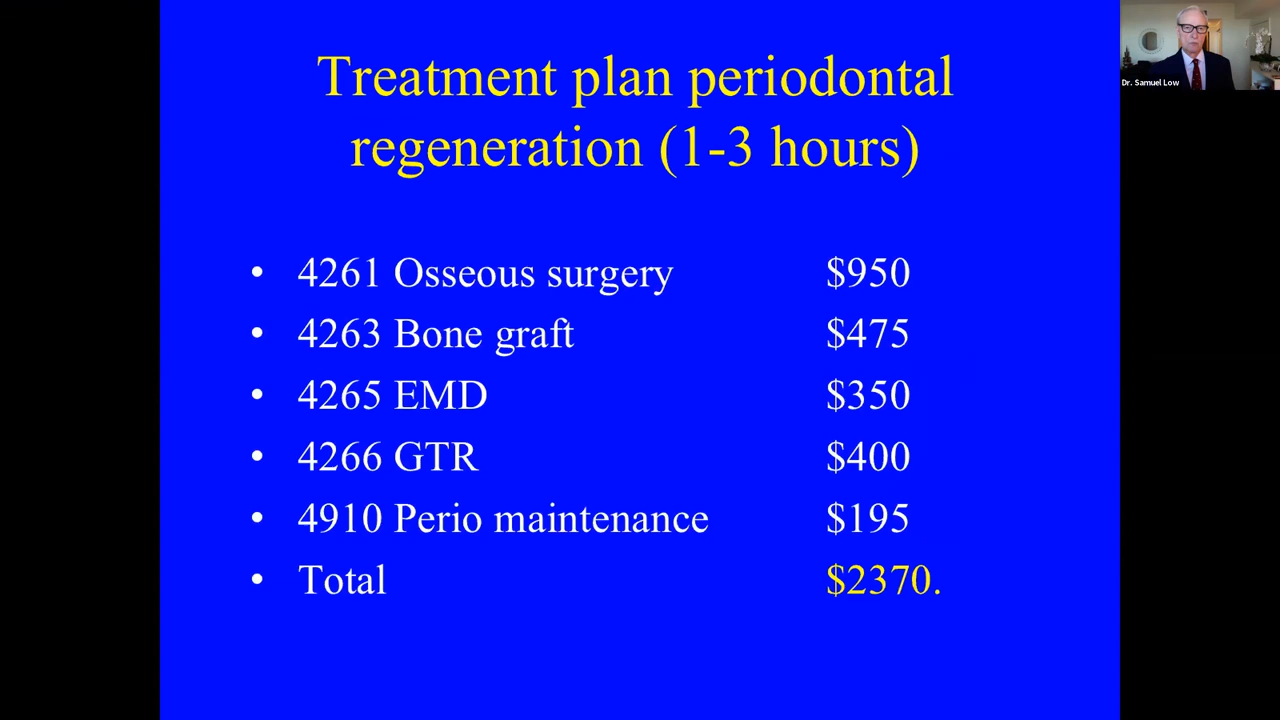 Treatment plan periodontal
regeneration (1-3 hours)
• 4261 Osseous surgery $950
• 4263 Bone graft $475
• 4265 EMD $350
• 4266 GTR $400
• 4910 Perio maintenance $195
• Total $2370.
Dr. Samuel Low